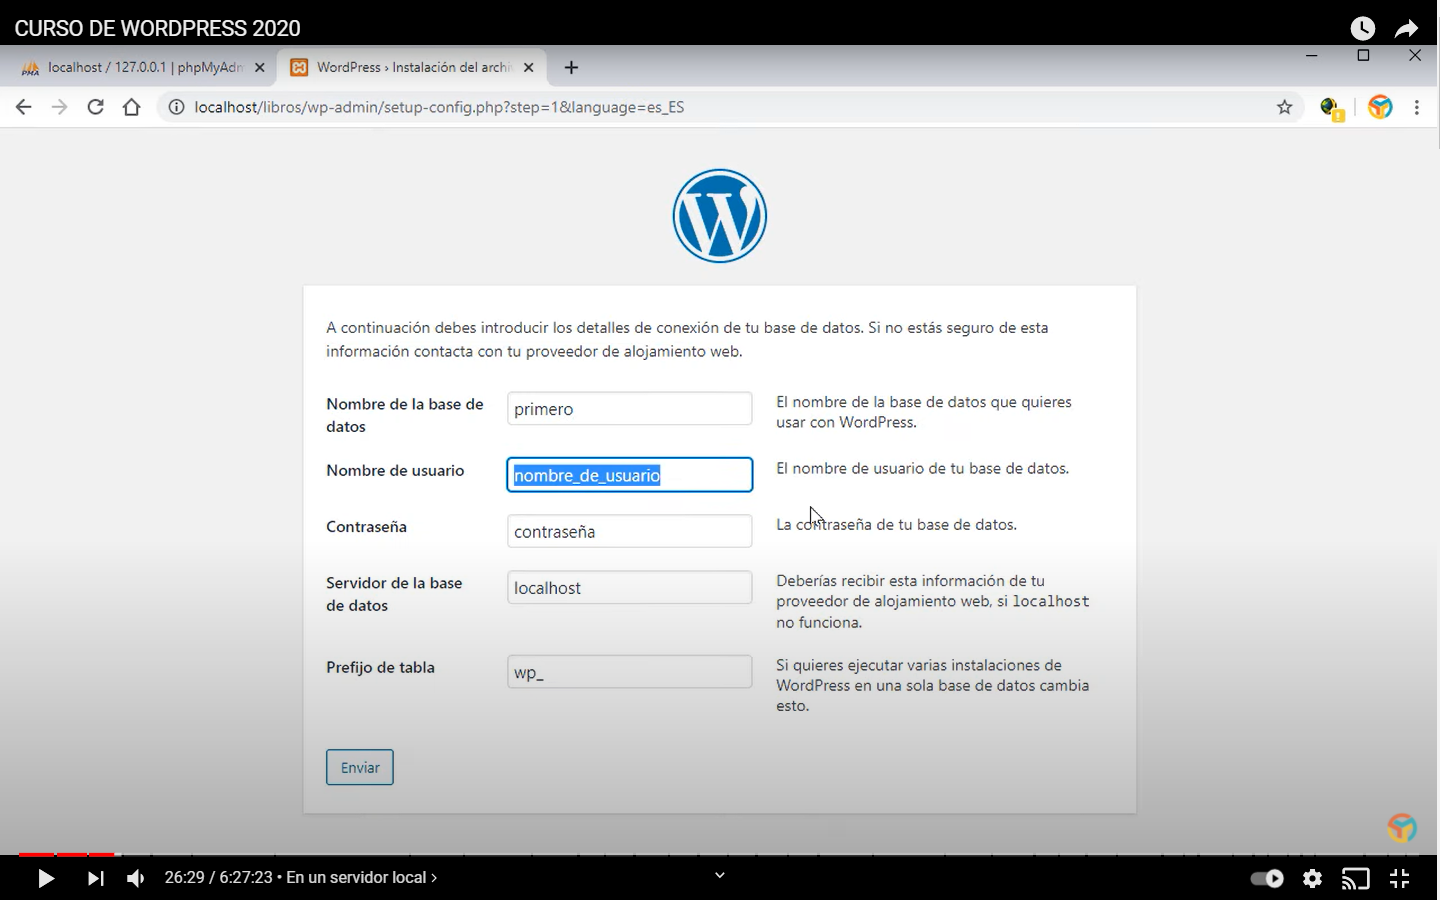 CURSO DE WORDPRESS 2020
localhost / 127.0.0.1 | phpMyAdm
WordPress › Instalación del archi
localhost/libros/wp-admin/setup-config.php?step=1&language=es_ES
A continuación debes introducir los detalles de conexión de tu base de datos. Si no estás seguro de esta
información contacta con tu proveedor de alojamiento web.
Nombre de la base de
datos
primero
El nombre de la base de datos que quieres
usar con WordPress.
Nombre de usuario
nombre_de_usuario
El nombre de usuario de tu base de datos.
Contraseña
contraseña
La contraseña de tu base de datos.
Servidor de la base
de datos
localhost
Deberías recibir esta información de tu
proveedor de alojamiento web, si localhost
no funciona.
Prefijo de tabla
wp_
Si quieres ejecutar varias instalaciones de
WordPress en una sola base de datos cambia
esto.
Enviar
26:29 / 6:27:23 • En un servidor local ›